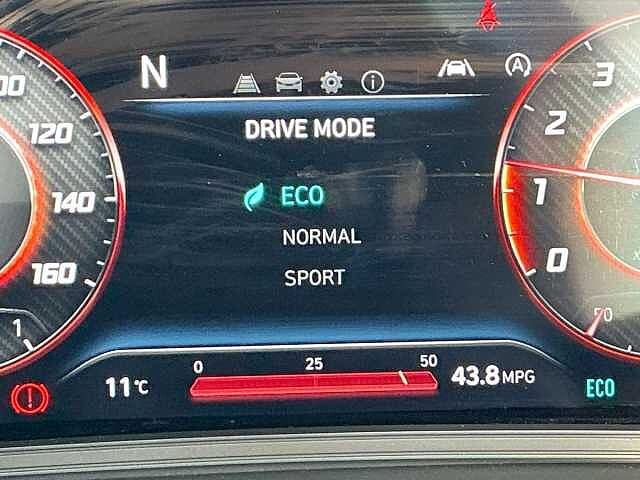 N
A
3
120
DRIVE MODE
2
140
ECO
1
NORMAL
160
SPORT
0
1
0 25 50
11°C
43.8 MPG
ECO